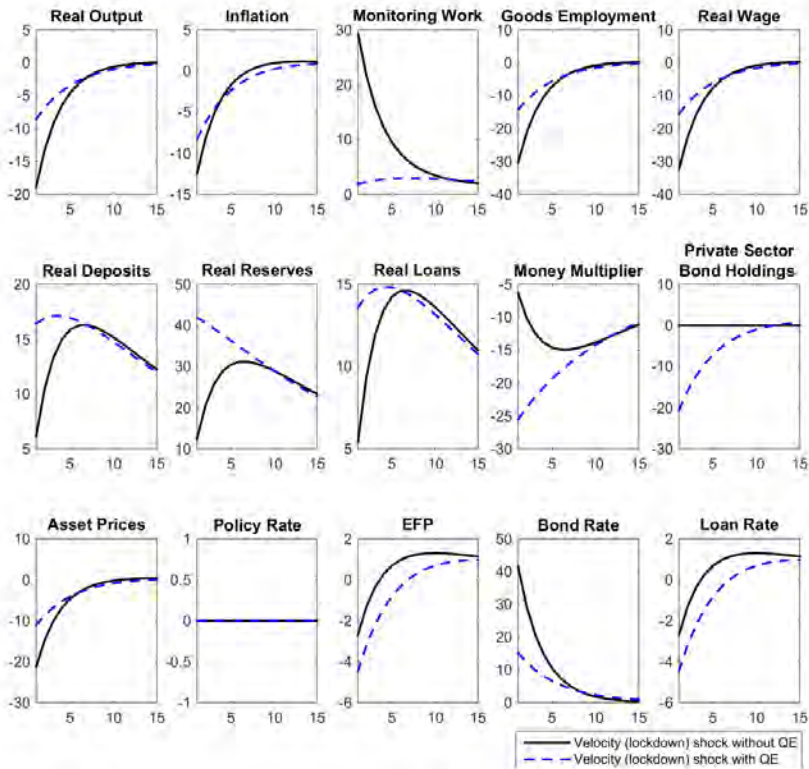 Real Output
Inflation
Monitoring Work
Goods Employment
Real Wage
5
0
-5
-10
-15
-20
5 10 15
5
0
-5
-10
-15
5 10 15
30
20
10
0
5 10 15
10
0
-10
-20
-30
-40
5 10 15
10
0
-10
-20
-30
-40
5 10 15
Real Deposits
Real Reserves
Real Loans
Money Multiplier
Private Sector
Bond Holdings
20
15
10
5
5 10 15
50
40
30
20
10
5 10 15
15
10
5
5 10 15
-5
-10
-15
-20
-25
-30
5 10 15
10
0
-10
-20
-30
5 10 15
Asset Prices
Policy Rate
EFP
Bond Rate
Loan Rate
10
0
-10
-20
-30
5 10 15
1
0.5
0
-0.5
-1
5 10 15
2
0
-2
-4
-6
5 10 15
50
40
30
20
10
0
5 10 15
2
0
-2
-4
-6
5 10 15
Velocity (lockdown) shock without QE
Velocity (lockdown) shock with QE